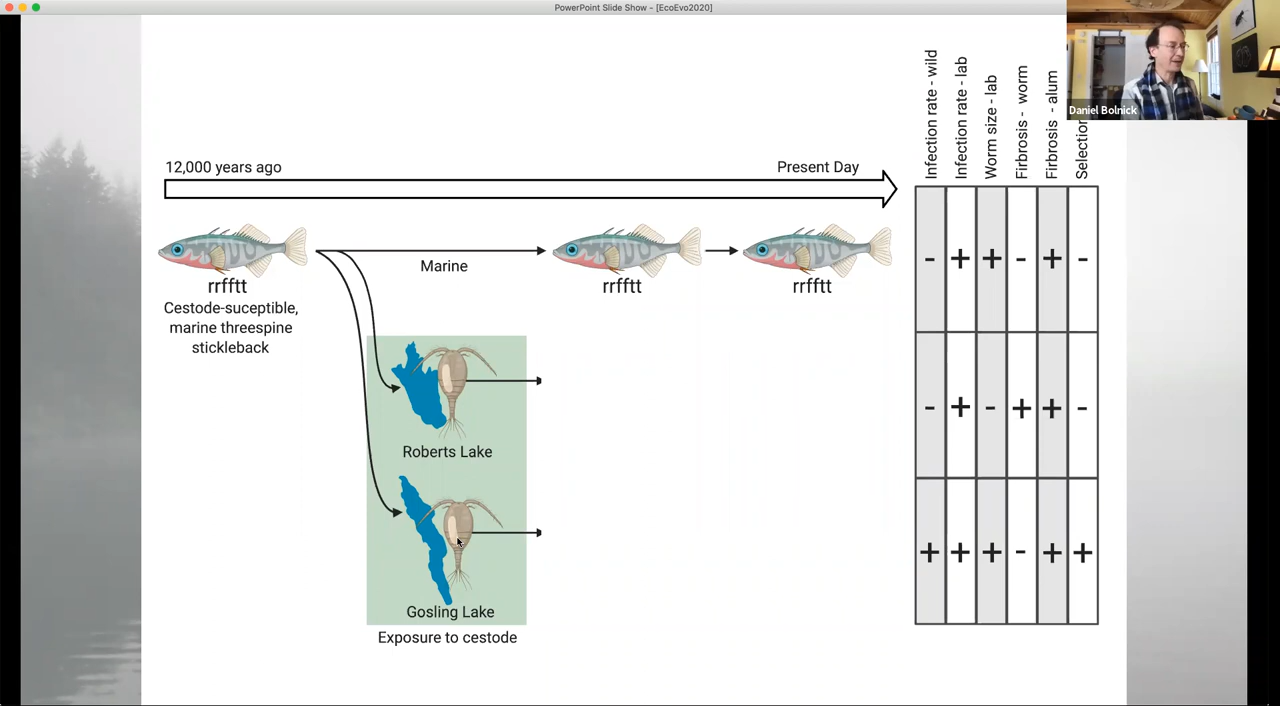 PowerPoint Slide Show - [EcoEvo2020]
Daniel Bolnick
Infection rate - wild
Infection rate - lab
Worm size - lab
Firbrosis - worm
Firbrosis - alum
Selection
12,000 years ago
Present Day
Marine
rrfftt
rrfftt
rrfftt
Cestode-suceptible,
marine threespine
stickleback
- + + - + -
Roberts Lake
- + - + + -
Gosling Lake
+ + + - + +
Exposure to cestode